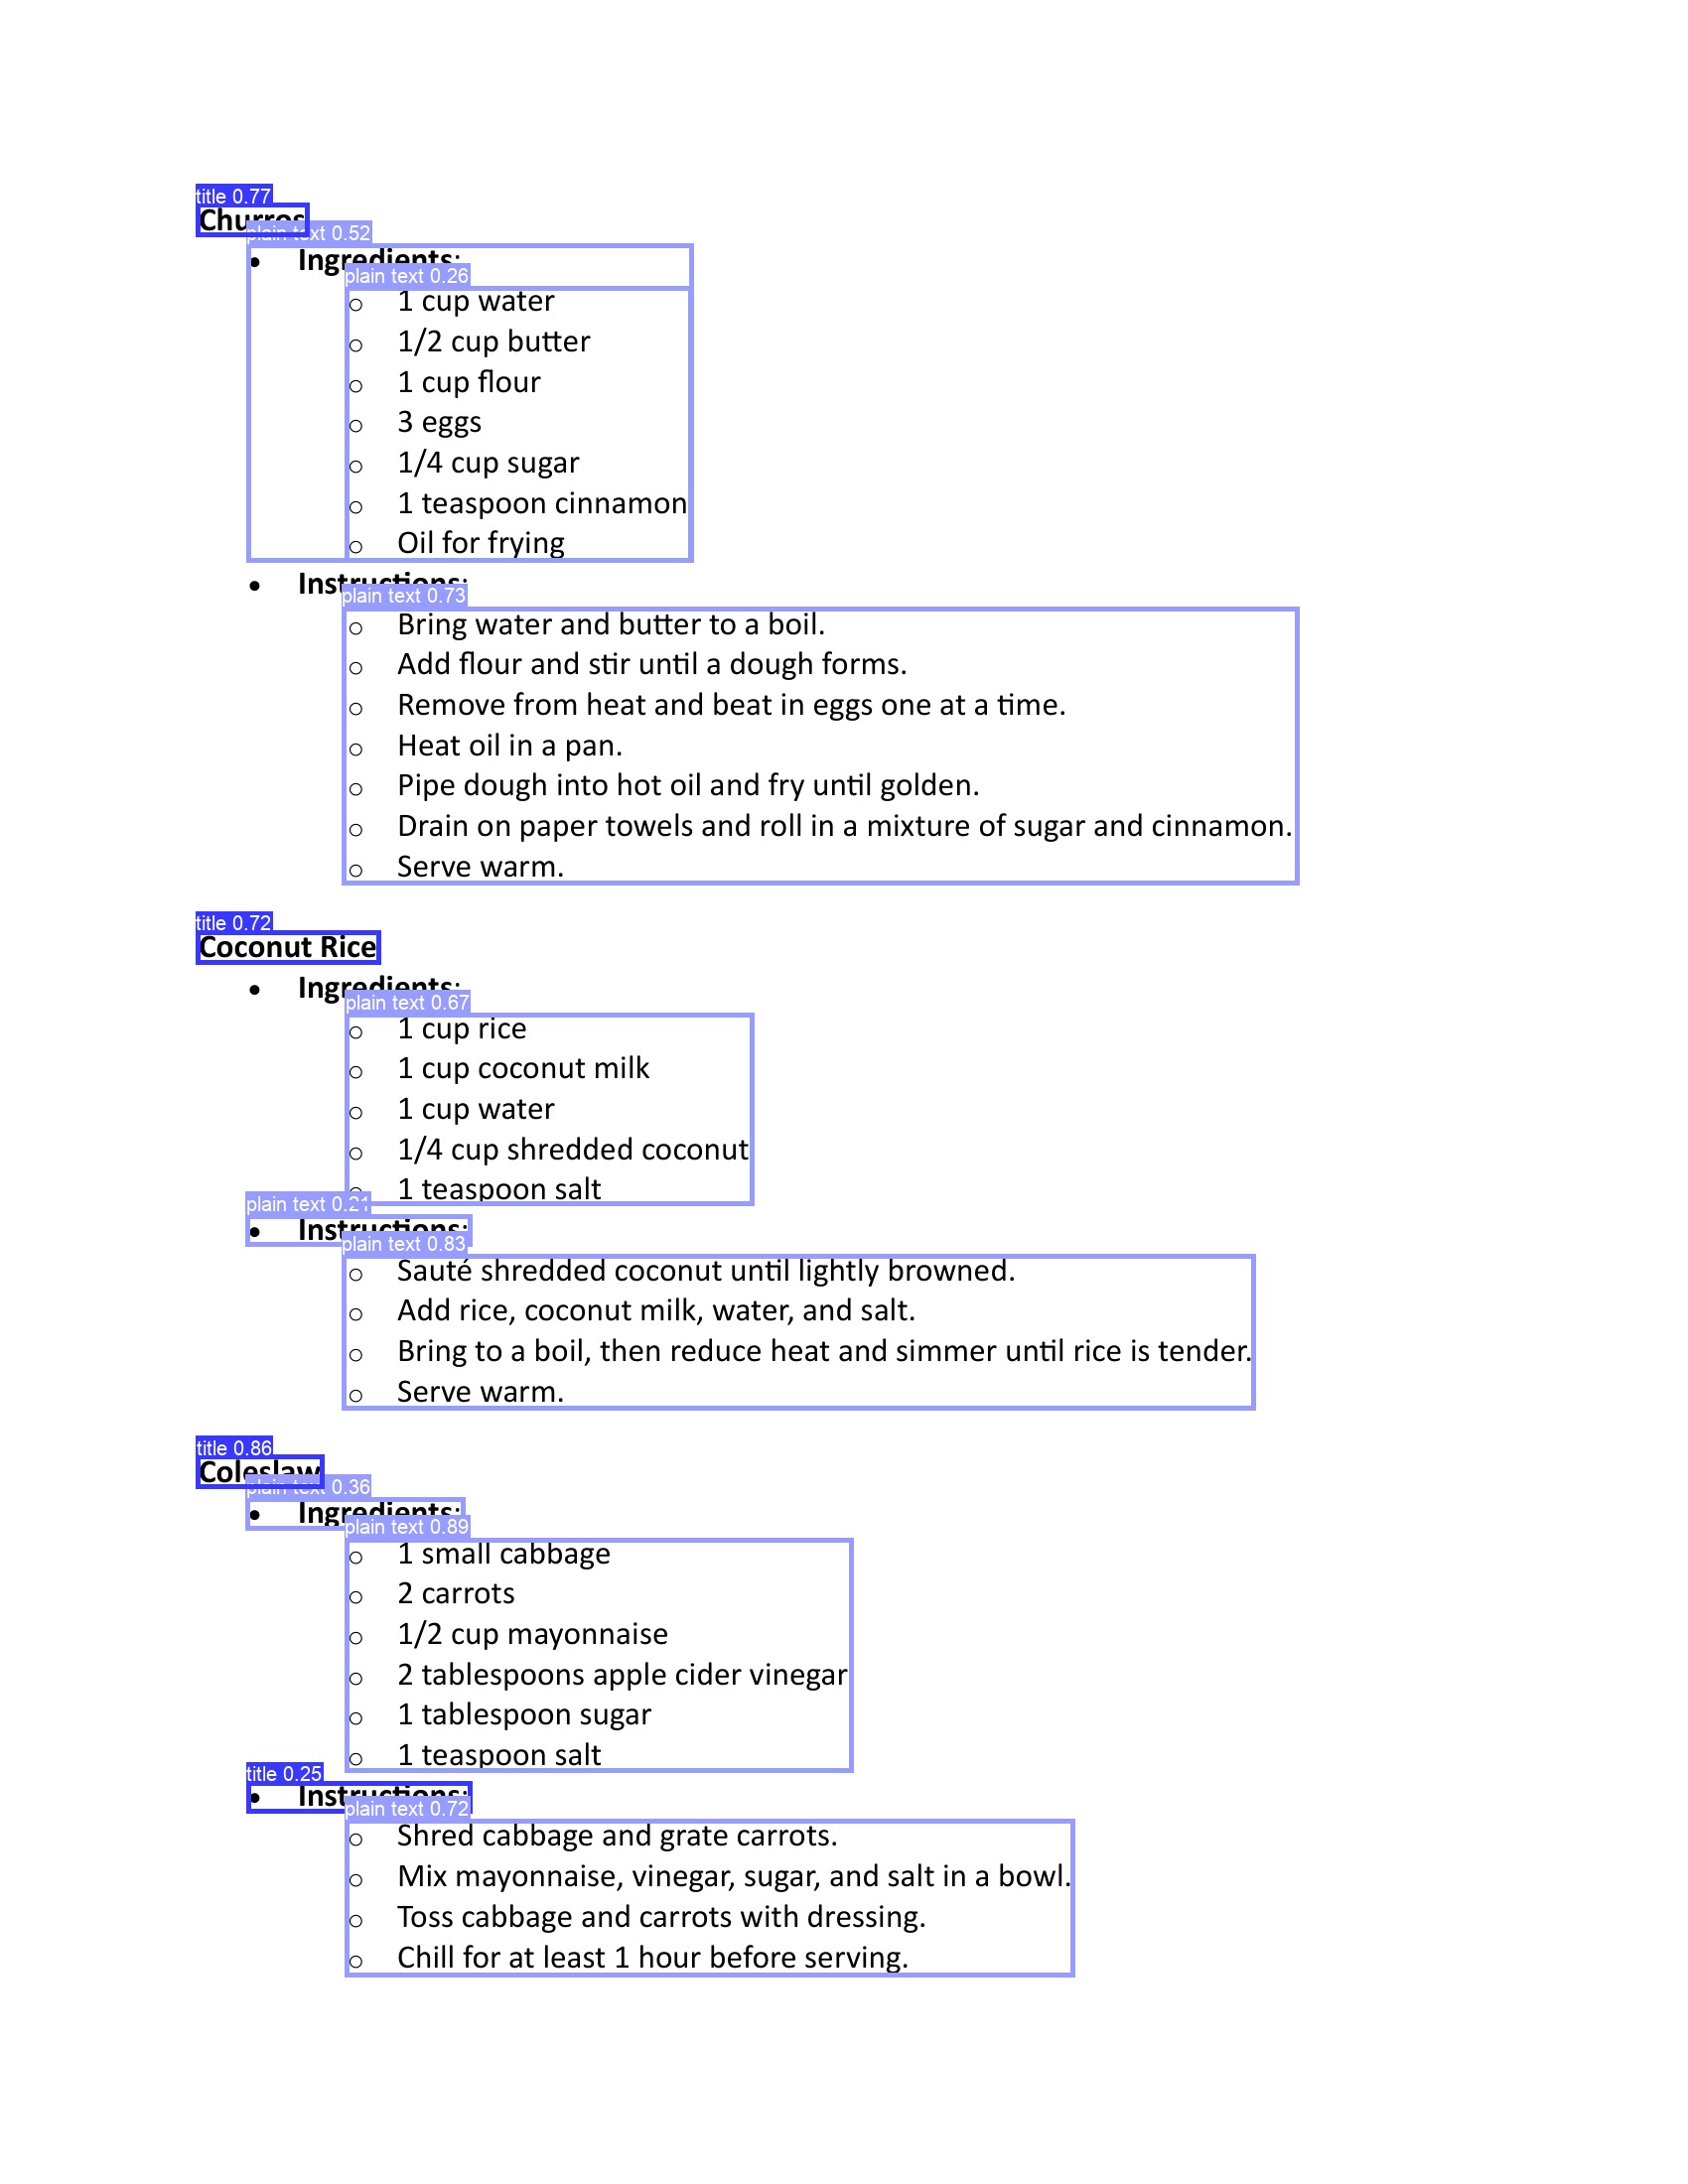 title 0.77
Churros
plain text 0.52
• Ingredients:
plain text 0.26
○ 1 cup water
○ 1/2 cup butter
○ 1 cup flour
○ 3 eggs
○ 1/4 cup sugar
○ 1 teaspoon cinnamon
○ Oil for frying
• Instructions:
plain text 0.73
○ Bring water and butter to a boil.
○ Add flour and stir until a dough forms.
○ Remove from heat and beat in eggs one at a time.
○ Heat oil in a pan.
○ Pipe dough into hot oil and fry until golden.
○ Drain on paper towels and roll in a mixture of sugar and cinnamon.
○ Serve warm.
title 0.72
Coconut Rice
• Ingredients:
plain text 0.67
○ 1 cup rice
○ 1 cup coconut milk
○ 1 cup water
○ 1/4 cup shredded coconut
○ 1 teaspoon salt
plain text 0.21
• Instructions:
plain text 0.83
○ Sauté shredded coconut until lightly browned.
○ Add rice, coconut milk, water, and salt.
○ Bring to a boil, then reduce heat and simmer until rice is tender.
○ Serve warm.
title 0.86
Coleslaw
plain text 0.36
• Ingredients:
plain text 0.89
○ 1 small cabbage
○ 2 carrots
○ 1/2 cup mayonnaise
○ 2 tablespoons apple cider vinegar
○ 1 tablespoon sugar
○ 1 teaspoon salt
title 0.25
• Instructions:
plain text 0.72
○ Shred cabbage and grate carrots.
○ Mix mayonnaise, vinegar, sugar, and salt in a bowl.
○ Toss cabbage and carrots with dressing.
○ Chill for at least 1 hour before serving.